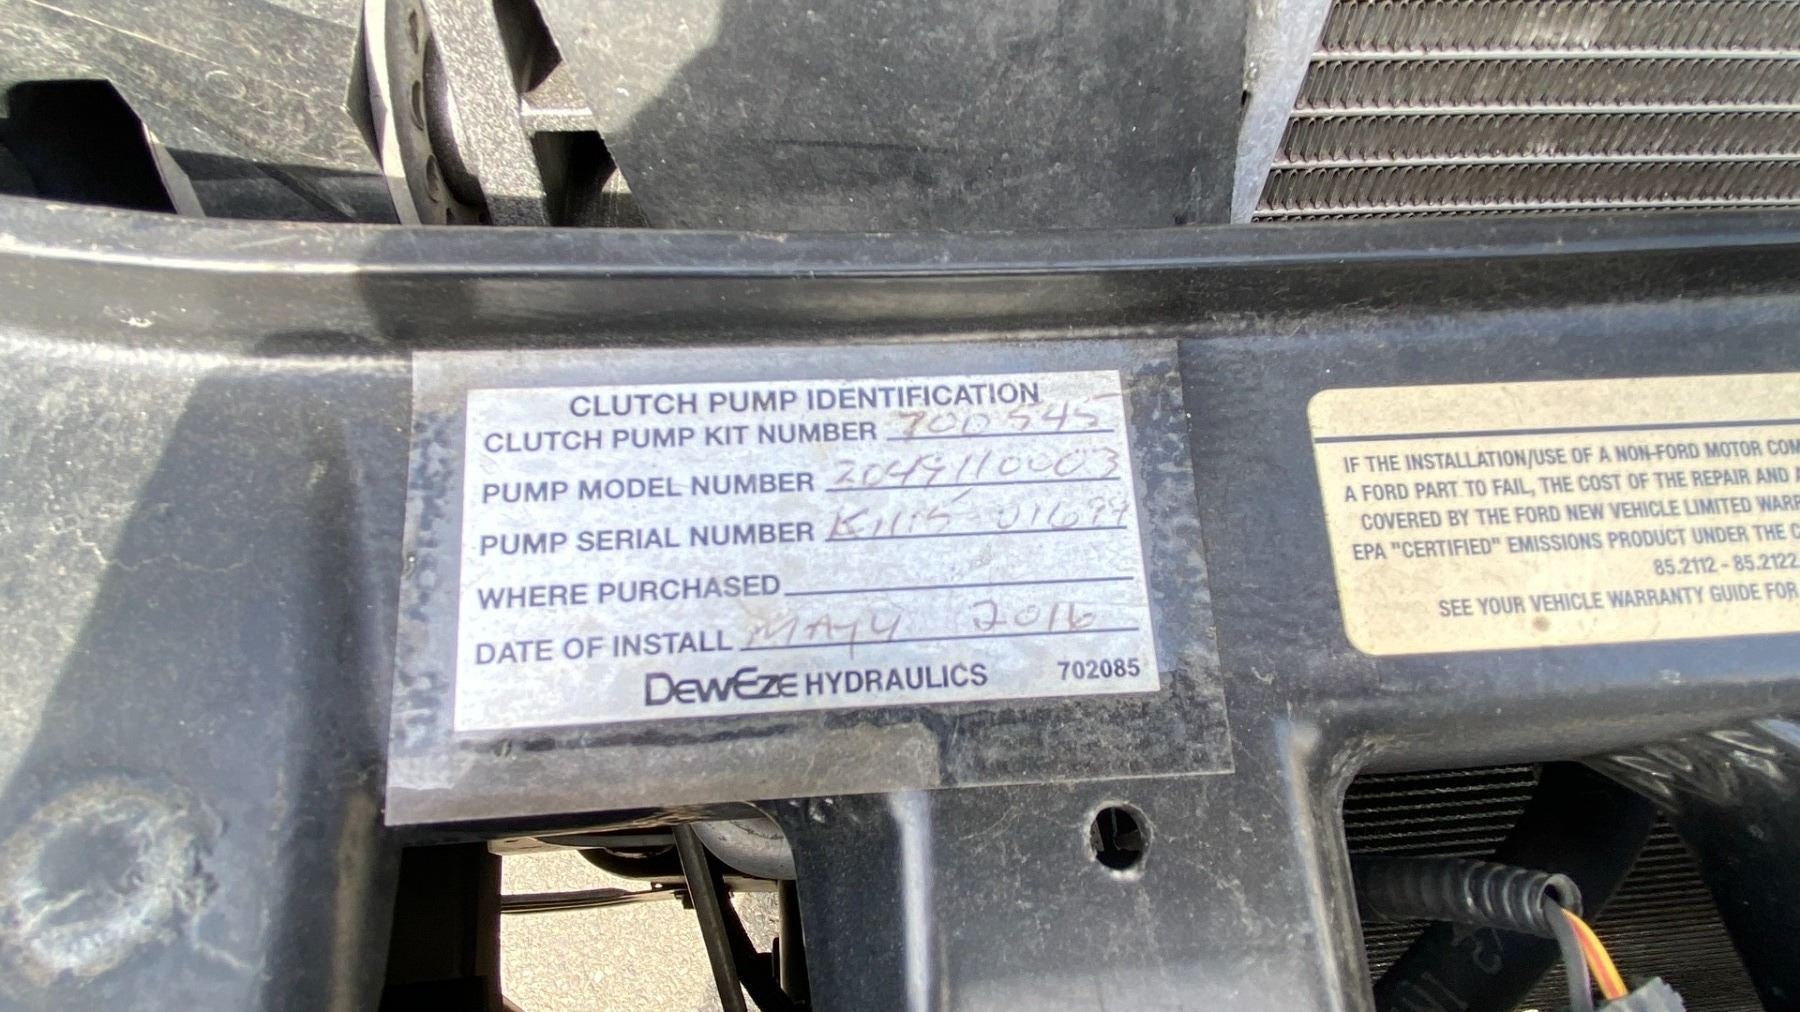 CLUTCH PUMP IDENTIFICATION
CLUTCH PUMP KIT NUMBER 700545
PUMP MODEL NUMBER 2049110003
PUMP SERIAL NUMBER
WHERE PURCHASED
DATE OF INSTALL MAY 4 2016
DewEze HYDRAULICS 702085
IF THE INSTALLATION/USE OF A NON-FORD MOTOR COM
A FORD PART TO FAIL, THE COST OF THE REPAIR AND
COVERED BY THE FORD NEW VEHICLE LIMITED WARR
EPA "CERTIFIED" EMISSIONS PRODUCT UNDER THE C
85.2112 - 85.2122.
SEE YOUR VEHICLE WARRANTY GUIDE FOR